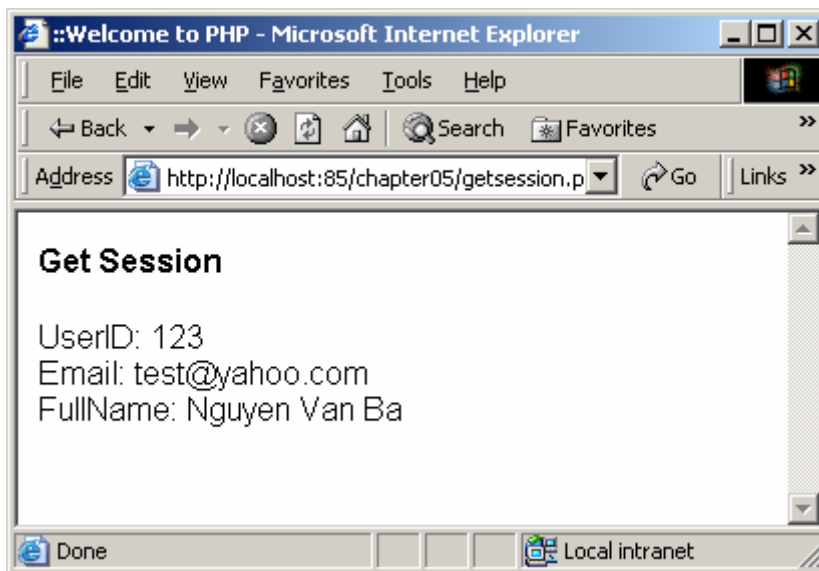 ::Welcome to PHP - Microsoft Internet Explorer
File Edit View Favorites Tools Help
Back Search Favorites »
Address http://localhost:85/chapter05/getsession.p Go Links »
Get Session
UserID: 123
Email: test@yahoo.com
FullName: Nguyen Van Ba
Done Local intranet